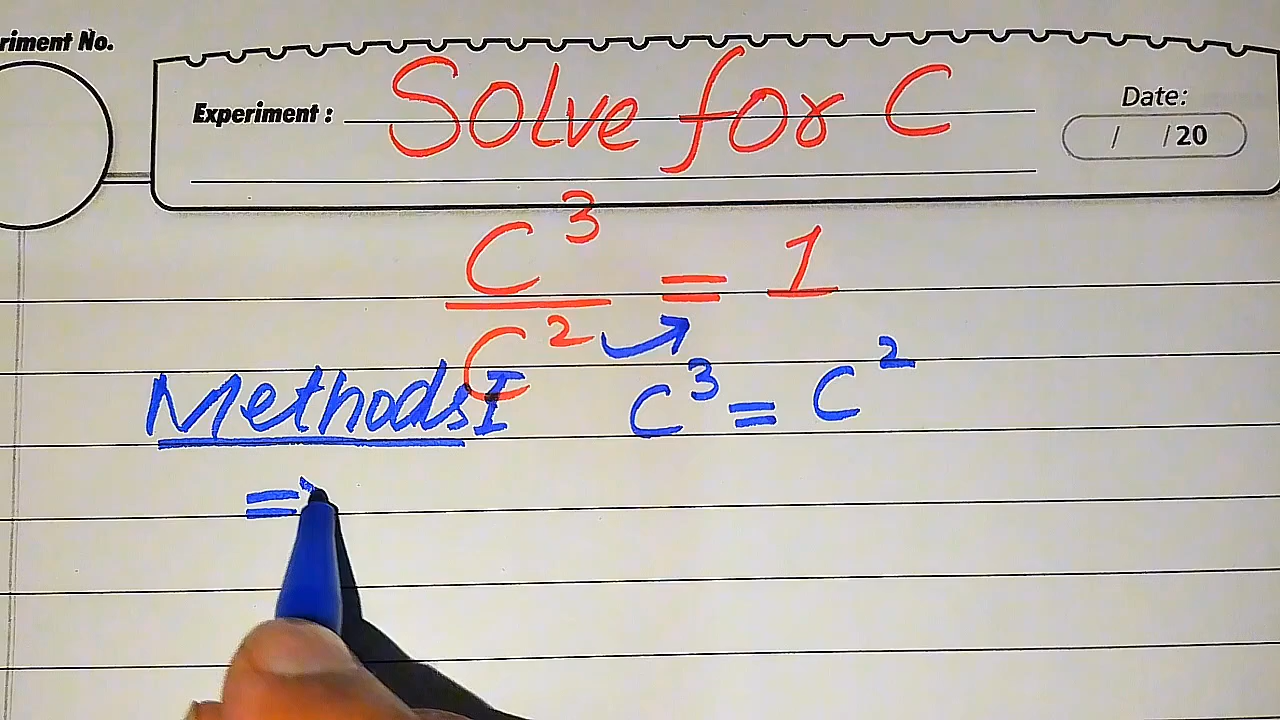 riment No.
Experiment : Solve for C
Date:
/ /20
C³/C² = 1
Methods I C³ = C²
=